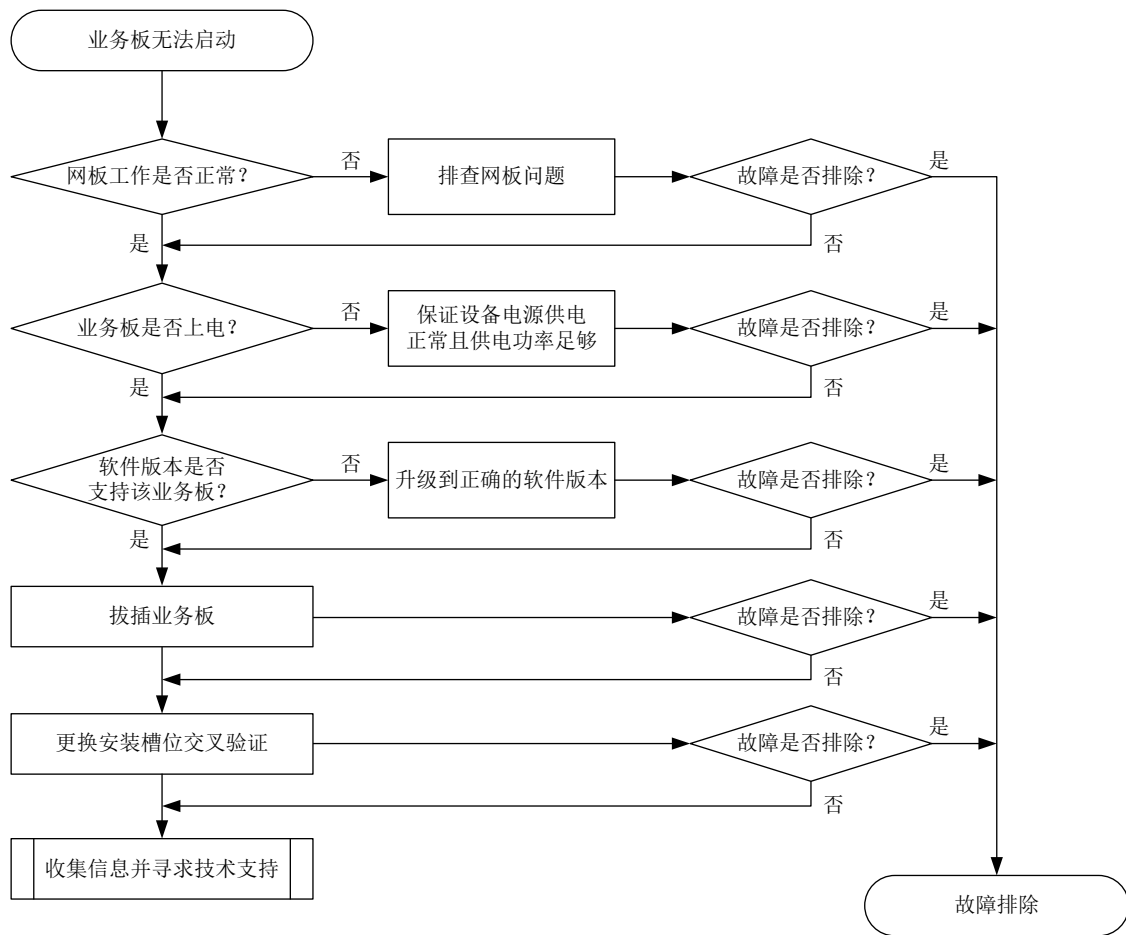 业务板无法启动
网板工作是否正常？
否
排查网板问题
故障是否排除？
是
是
否
业务板是否上电？
否
保证设备电源供电
正常且供电功率足够
故障是否排除？
是
是
否
软件版本是否
支持该业务板？
否
升级到正确的软件版本
故障是否排除？
是
是
否
拔插业务板
故障是否排除？
是
否
更换安装槽位交叉验证
故障是否排除？
是
否
收集信息并寻求技术支持
故障排除